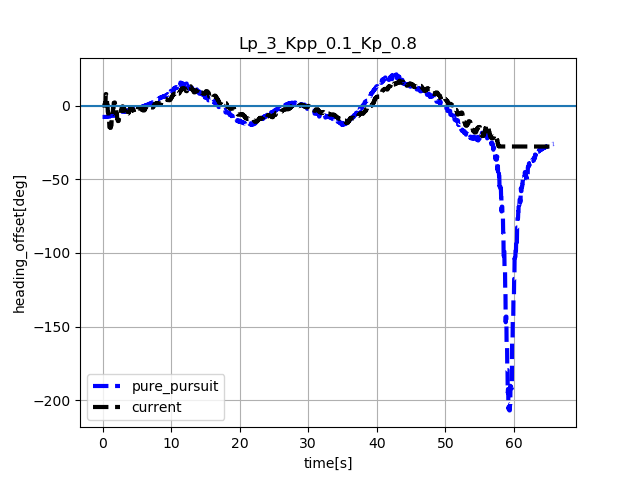 Lp_3_Kpp_0.1_Kp_0.8
heading_offset[deg]
0
−50
−100
−150
−200
pure_pursuit
current
0 10 20 30 40 50 60
time[s]